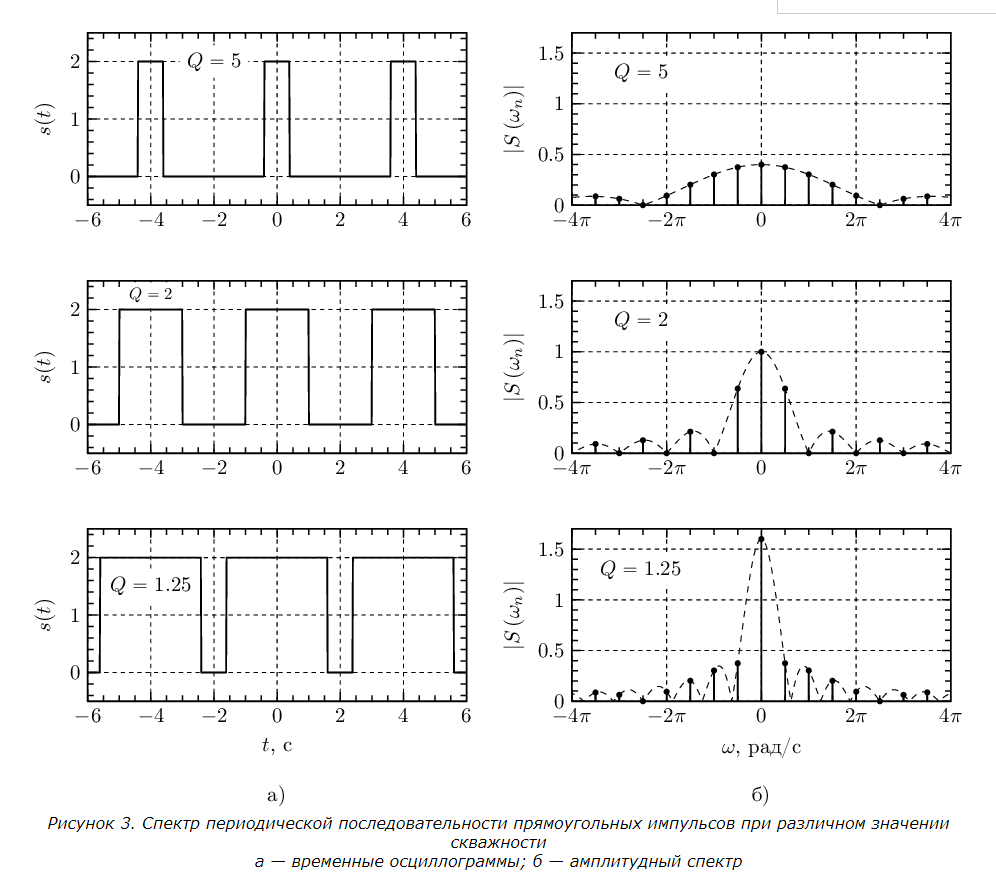 Q = 5
2
1
0
s(t)
−6 −4 −2 0 2 4 6
Q = 5
1.5
1
0.5
0
|S (ωₙ)|
−4π −2π 0 2π 4π
Q = 2
2
1
0
s(t)
−6 −4 −2 0 2 4 6
Q = 2
1.5
1
0.5
0
|S (ωₙ)|
−4π −2π 0 2π 4π
Q = 1.25
2
1
0
s(t)
−6 −4 −2 0 2 4 6
t, с
а)
Q = 1.25
1.5
1
0.5
0
|S (ωₙ)|
−4π −2π 0 2π 4π
ω, рад/с
б)
Рисунок 3. Спектр периодической последовательности прямоугольных импульсов при различном значении
скважности
а — временные осциллограммы; б — амплитудный спектр